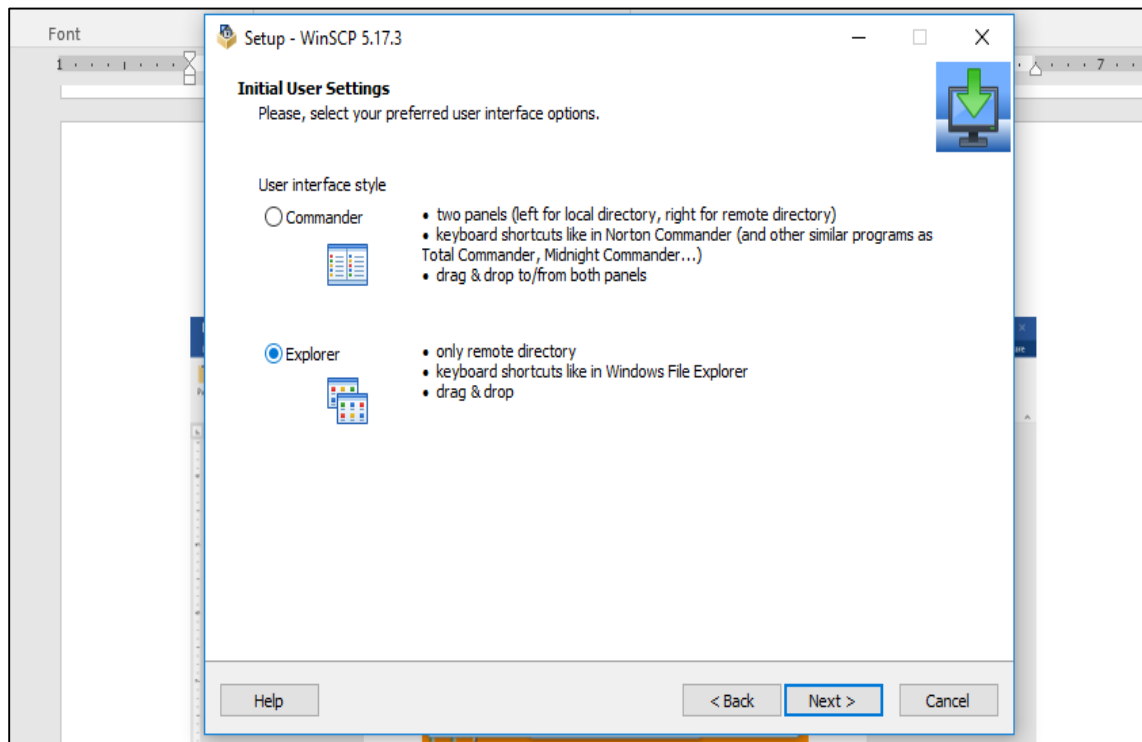 Font
Setup - WinSCP 5.17.3
1
7
Initial User Settings
Please, select your preferred user interface options.
User interface style
Commander
• two panels (left for local directory, right for remote directory)
• keyboard shortcuts like in Norton Commander (and other similar programs as
Total Commander, Midnight Commander...)
• drag & drop to/from both panels
Explorer
• only remote directory
• keyboard shortcuts like in Windows File Explorer
• drag & drop
Help
< Back
Next >
Cancel